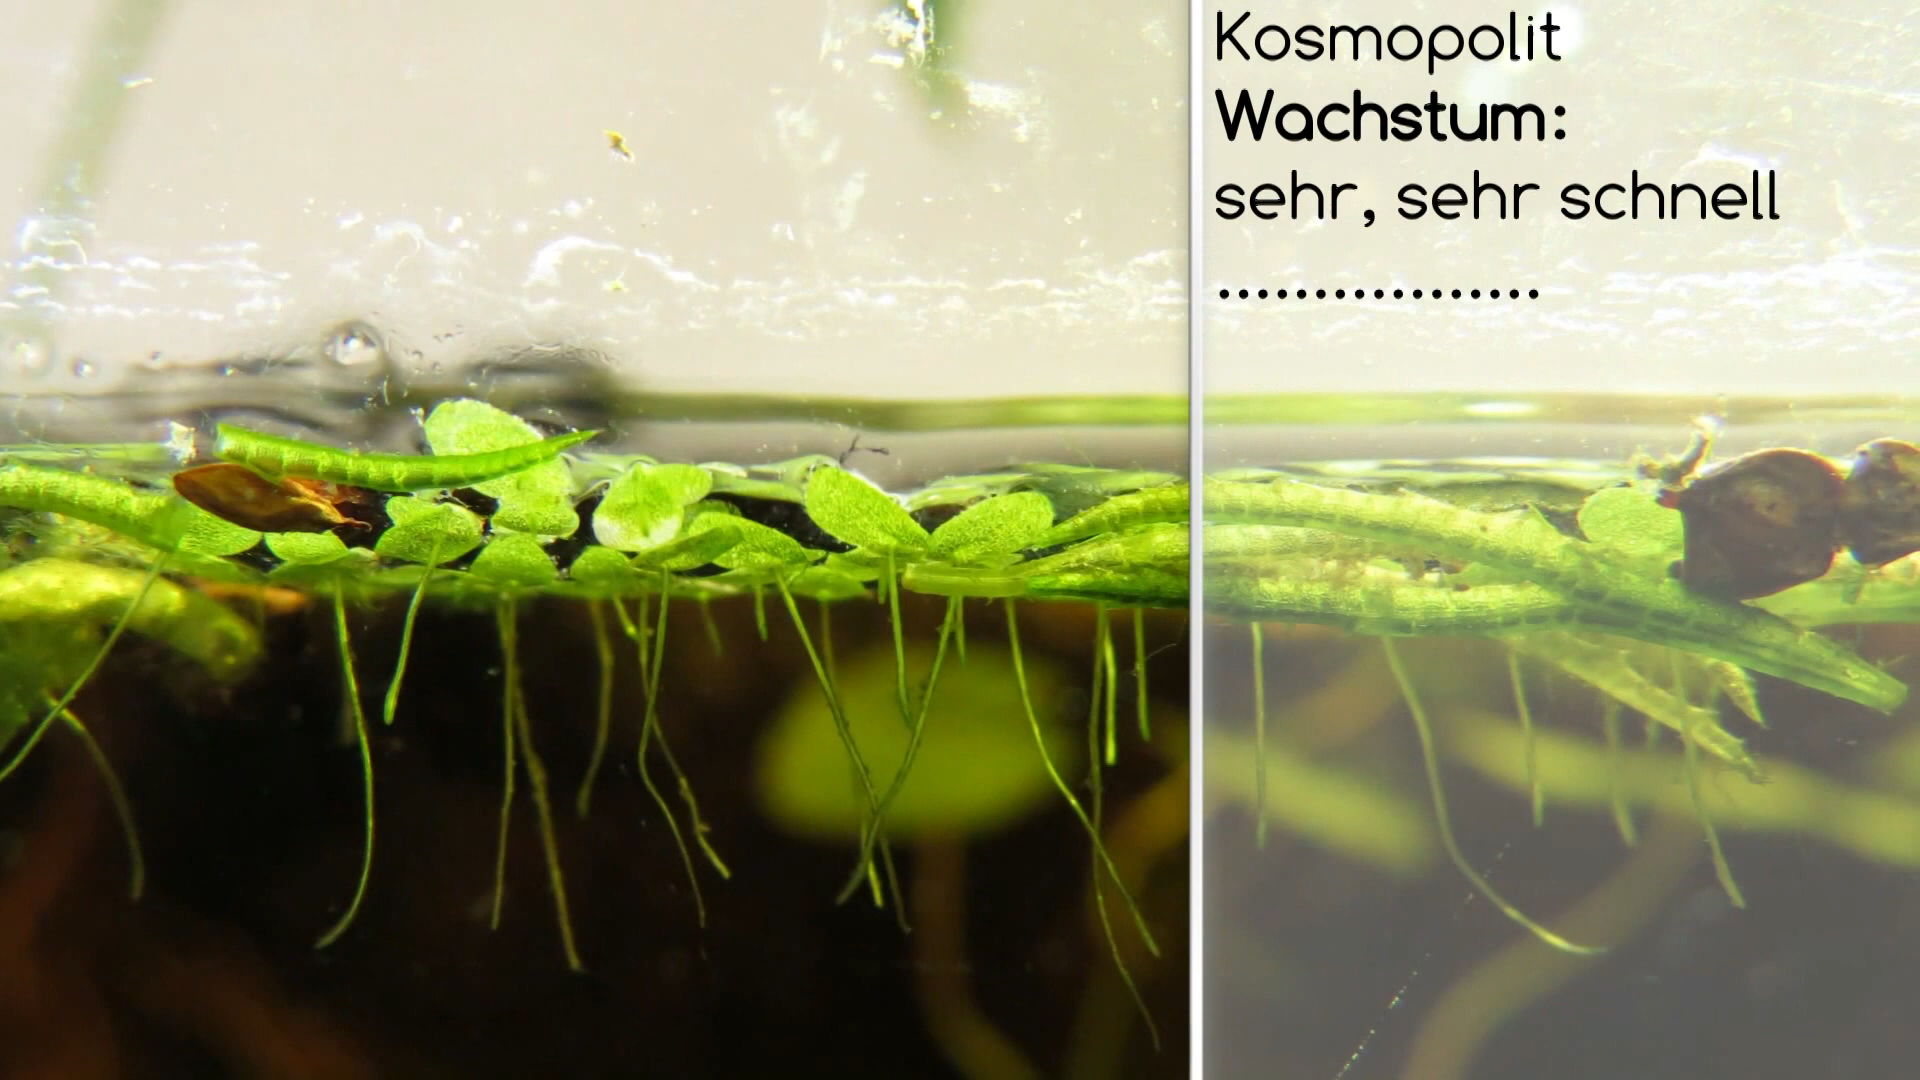 Kosmopolit
Wachstum:
sehr, sehr schnell
.................